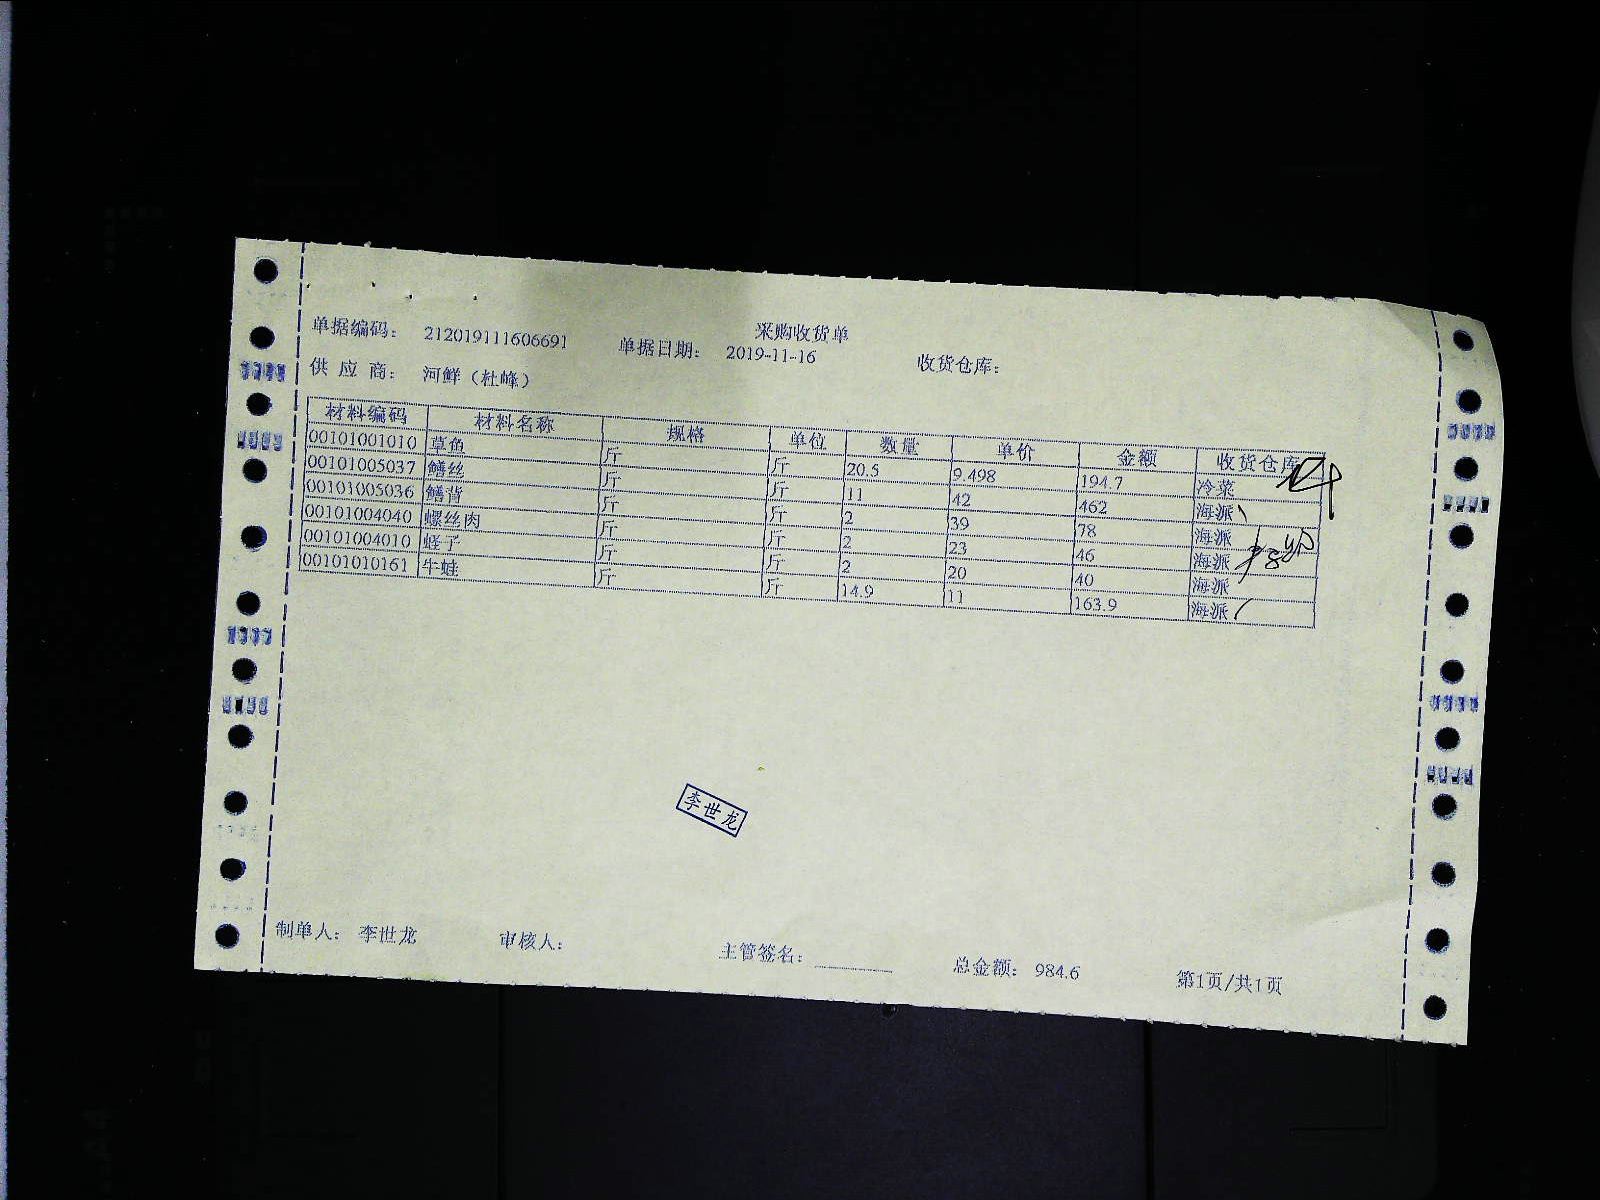 采购收货单
单据编码： 212019111606691 单据日期： 2019-11-16 收货仓库：
供 应 商： 河鲜（杜峰）
材料编码 材料名称 规格 单位 数量 单价 金额 收货仓库
00101001010 草鱼 斤 斤 20.5 9.498 194.7 冷菜
00101005037 鳝丝 斤 斤 11 42 462 海派
00101005036 鳝背 斤 斤 2 39 78 海派
00101004040 螺丝肉 斤 斤 2 23 46 海派
00101004010 蛏子 斤 斤 2 20 40 海派
00101010161 牛蛙 斤 斤 14.9 11 163.9 海派
李世龙
制单人： 李世龙 审核人： 主管签名： 总金额： 984.6 第1页/共1页